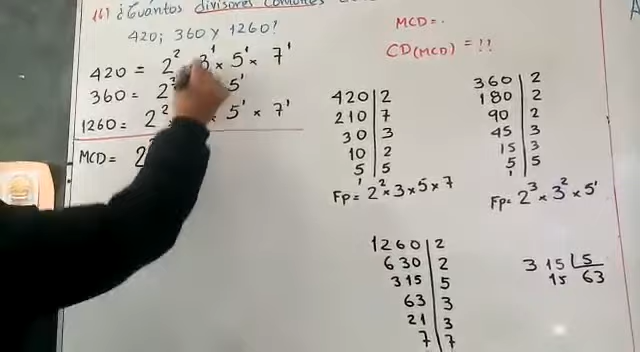 161) ¿Cuántos divisores comunes
420; 360 y 1260?
420 = 2² × 3¹ × 5¹ × 7¹
360 = 2 5¹
1260 = 2² × 5¹ × 7¹
MCD = 2
MCD =
CD(MCD) = !!
420 | 2
210 | 7
30 | 3
10 | 2
5 | 5
1
Fp = 2² × 3 × 5 × 7
360 | 2
180 | 2
90 | 2
45 | 3
15 | 3
5 | 5
1
Fp = 2³ × 3² × 5¹
1260 | 2
630 | 2
315 | 5
63 | 3
21 | 3
7 | 7
315 | 5
15 63